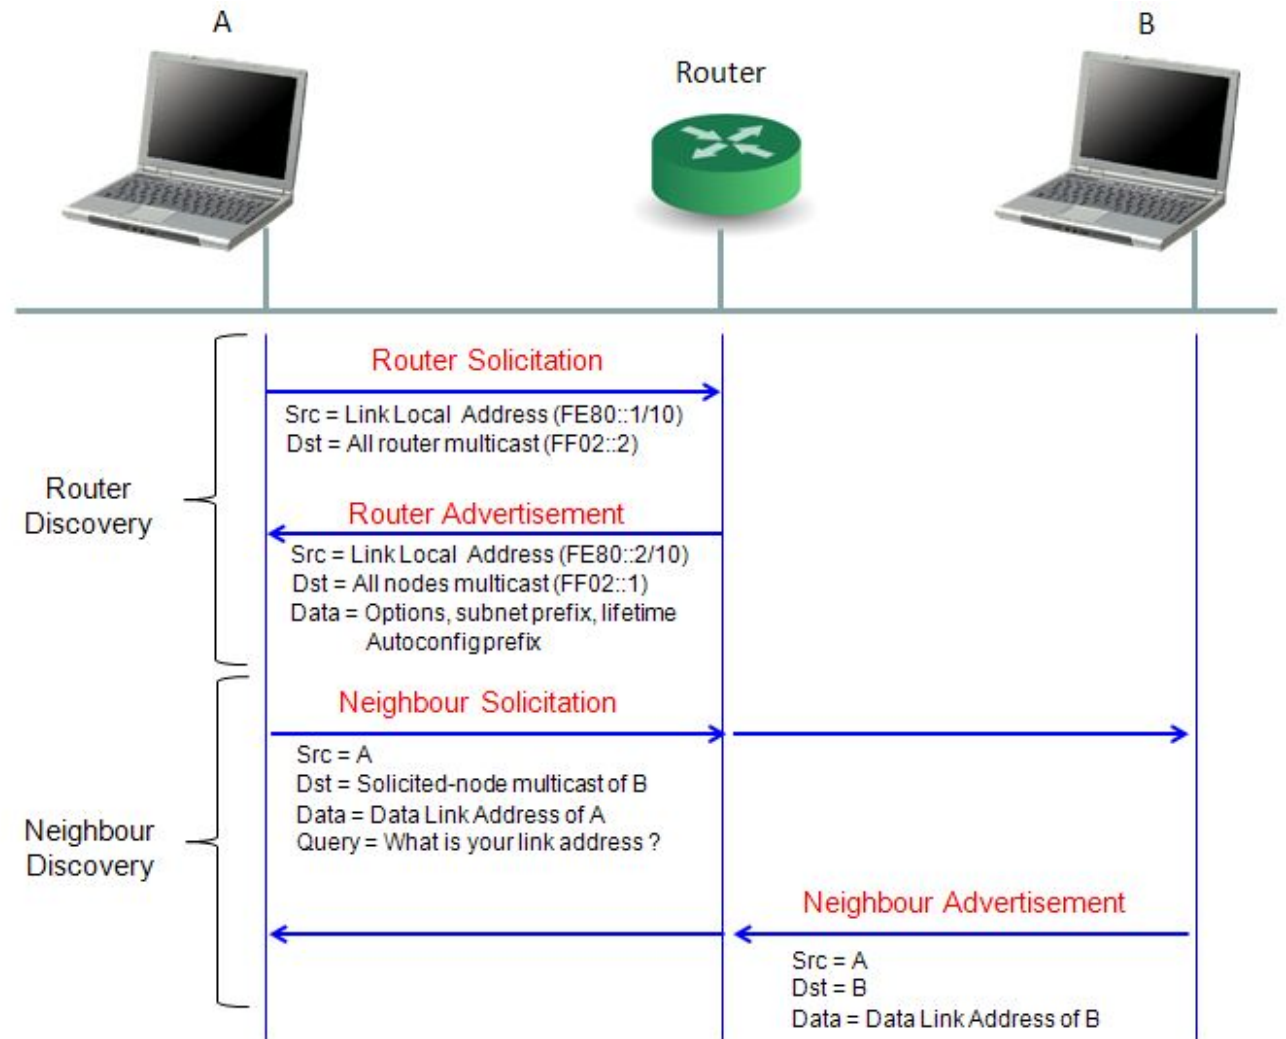 A
B
Router
Router Solicitation
Src = Link Local Address (FE80::1/10)
Dst = All router multicast (FF02::2)
Router
Discovery
Router Advertisement
Src = Link Local Address (FE80::2/10)
Dst = All nodes multicast (FF02::1)
Data = Options, subnet prefix, lifetime
Autoconfig prefix
Neighbour Solicitation
Src = A
Dst = Solicited-node multicast of B
Data = Data Link Address of A
Query = What is your link address ?
Neighbour
Discovery
Neighbour Advertisement
Src = A
Dst = B
Data = Data Link Address of B